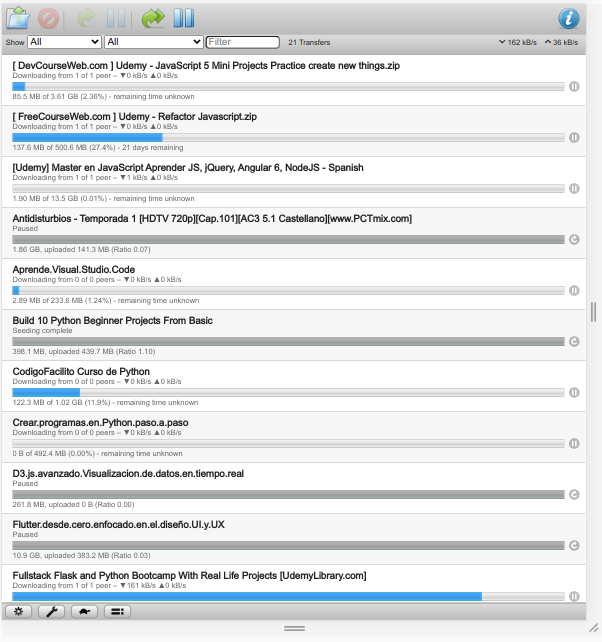 Show All All Filter 21 Transfers 162 kB/s 36 kB/s
[ DevCourseWeb.com ] Udemy - JavaScript 5 Mini Projects Practice create new things.zip
Downloading from 1 of 1 peer – ▼0 kB/s ▲0 kB/s
85.5 MB of 3.61 GB (2.36%) - remaining time unknown
[ FreeCourseWeb.com ] Udemy - Refactor Javascript.zip
Downloading from 1 of 1 peer – ▼0 kB/s ▲0 kB/s
137.6 MB of 500.6 MB (27.4%) - 21 days remaining
[Udemy] Master en JavaScript Aprender JS, jQuery, Angular 6, NodeJS - Spanish
Downloading from 1 of 1 peer – ▼1 kB/s ▲0 kB/s
1.90 MB of 13.5 GB (0.01%) - remaining time unknown
Antidisturbios - Temporada 1 [HDTV 720p][Cap.101][AC3 5.1 Castellano][www.PCTmix.com]
Paused
1.86 GB, uploaded 141.3 MB (Ratio 0.07)
Aprende.Visual.Studio.Code
Downloading from 0 of 0 peers – ▼0 kB/s ▲0 kB/s
2.89 MB of 233.6 MB (1.24%) - remaining time unknown
Build 10 Python Beginner Projects From Basic
Seeding complete
398.1 MB, uploaded 439.7 MB (Ratio 1.10)
CodigoFacilito Curso de Python
Downloading from 0 of 0 peers – ▼0 kB/s ▲0 kB/s
122.3 MB of 1.02 GB (11.9%) - remaining time unknown
Crear.programas.en.Python.paso.a.paso
Downloading from 0 of 0 peers – ▼0 kB/s ▲0 kB/s
0 B of 492.4 MB (0.00%) - remaining time unknown
D3.js.avanzado.Visualizacion.de.datos.en.tiempo.real
Paused
261.8 MB, uploaded 0 B (Ratio 0.00)
Flutter.desde.cero.enfocado.en.el.diseño.UI.y.UX
Paused
10.9 GB, uploaded 383.2 MB (Ratio 0.03)
Fullstack Flask and Python Bootcamp With Real Life Projects [UdemyLibrary.com]
Downloading from 1 of 1 peer – ▼161 kB/s ▲0 kB/s